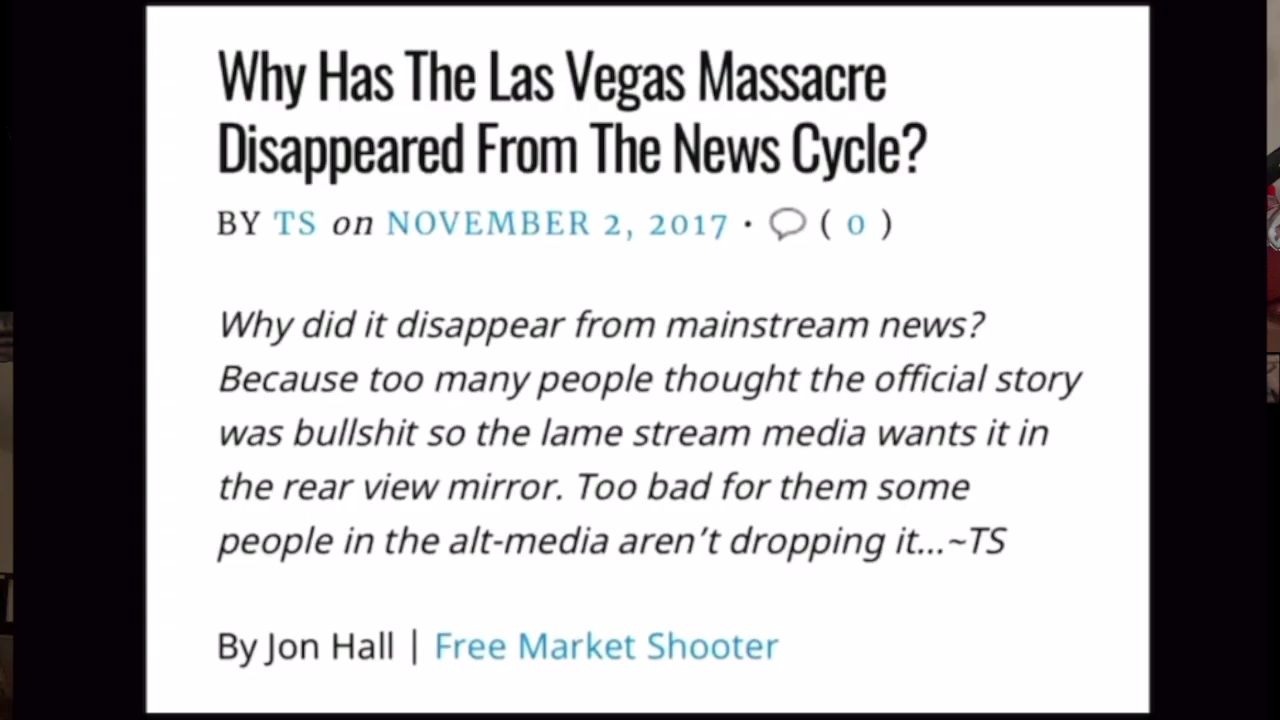 Why Has The Las Vegas Massacre
Disappeared From The News Cycle?
BY TS on NOVEMBER 2, 2017 · ( 0 )
Why did it disappear from mainstream news?
Because too many people thought the official story
was bullshit so the lame stream media wants it in
the rear view mirror. Too bad for them some
people in the alt-media aren't dropping it...~TS
By Jon Hall | Free Market Shooter